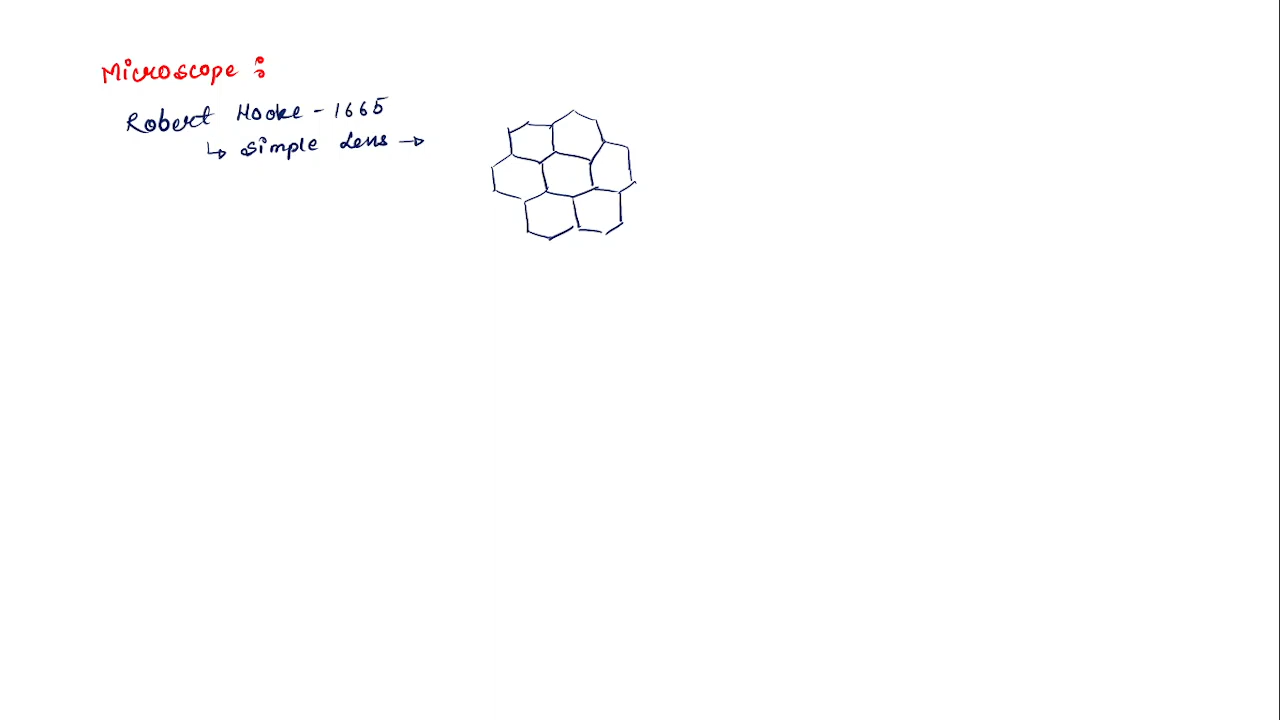 Microscope :
Robert Hooke - 1665
↳ Simple Lens →